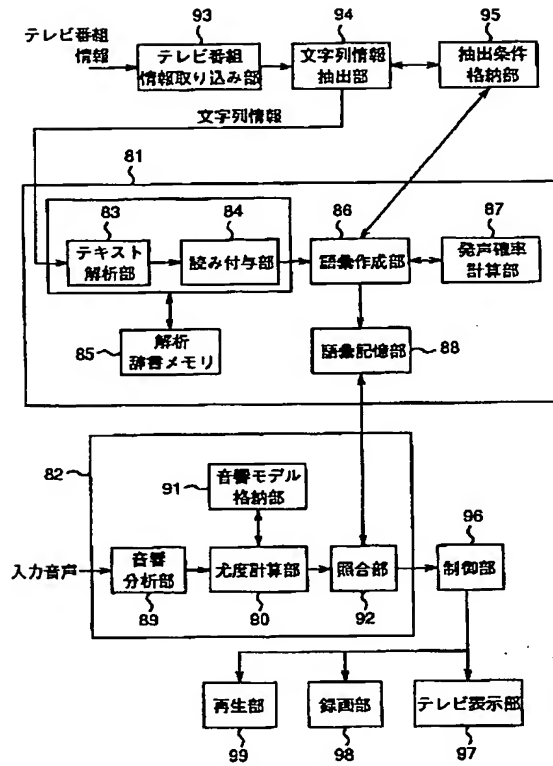 93
94
95
テレビ番組
情報
テレビ番組
情報取り込み部
文字列情報
抽出部
抽出条件
格納部
文字列情報
81
83
84
86
87
テキスト
解析部
読み付与部
語彙作成部
発声確率
計算部
85
解析
辞書メモリ
語彙記憶部
88
82
91
音響モデル
格納部
96
入力音声
音響
分析部
尤度計算部
照合部
制御部
89
80
92
再生部
録画部
テレビ表示部
99
98
97